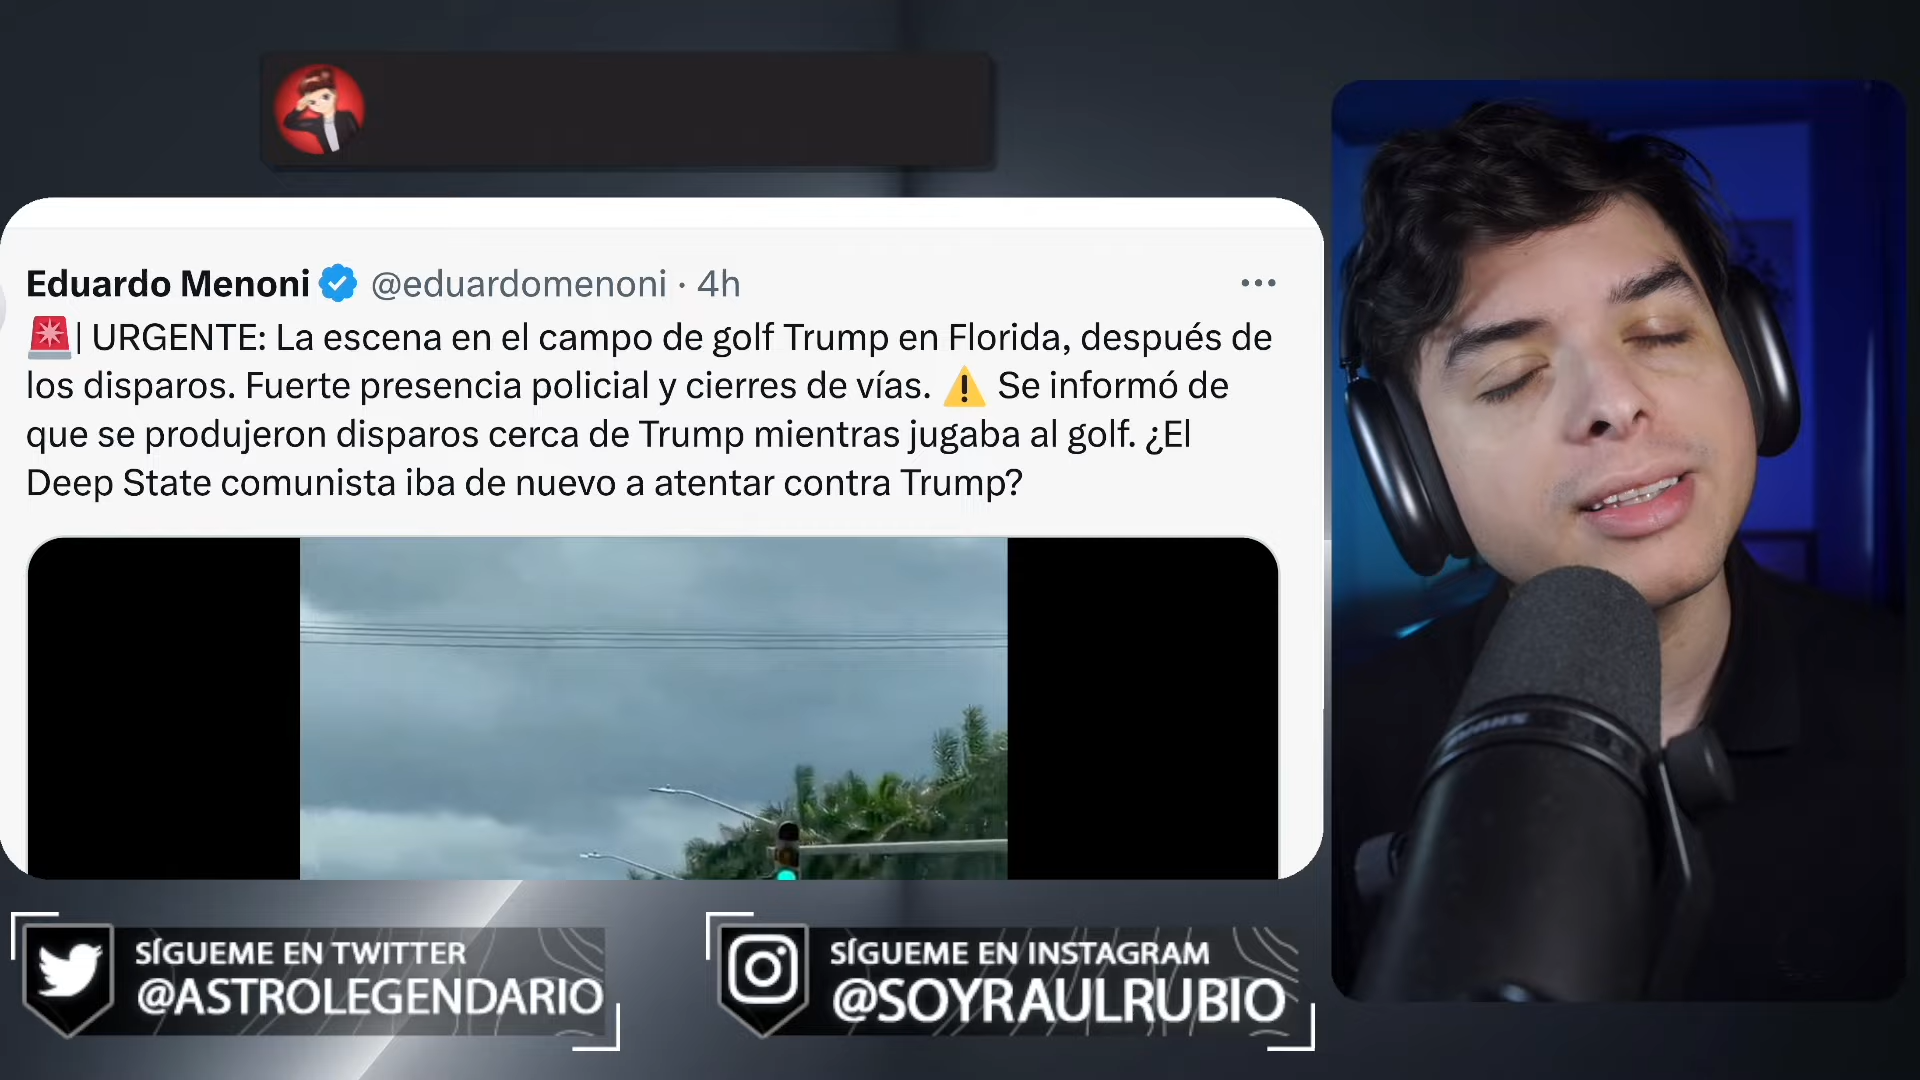 Eduardo Menoni @eduardomenoni · 4h
🚨| URGENTE: La escena en el campo de golf Trump en Florida, después de
los disparos. Fuerte presencia policial y cierres de vías. ⚠️ Se informó de
que se produjeron disparos cerca de Trump mientras jugaba al golf. ¿El
Deep State comunista iba de nuevo a atentar contra Trump?
SÍGUEME EN TWITTER
@ASTROLEGENDARIO
SÍGUEME EN INSTAGRAM
@SOYRAULRUBIO
SHURE